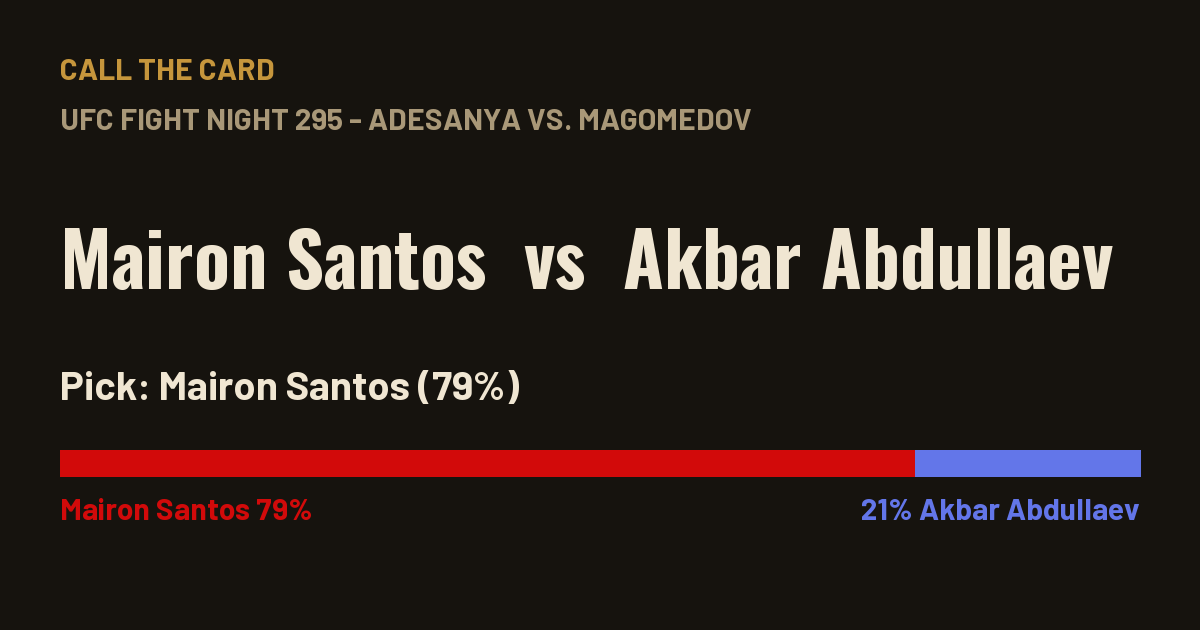 CALL THE CARD
UFC FIGHT NIGHT 295 - ADESANYA VS. MAGOMEDOV
Mairon Santos vs Akbar Abdullaev
Pick: Mairon Santos (79%)
Mairon Santos 79%
21% Akbar Abdullaev